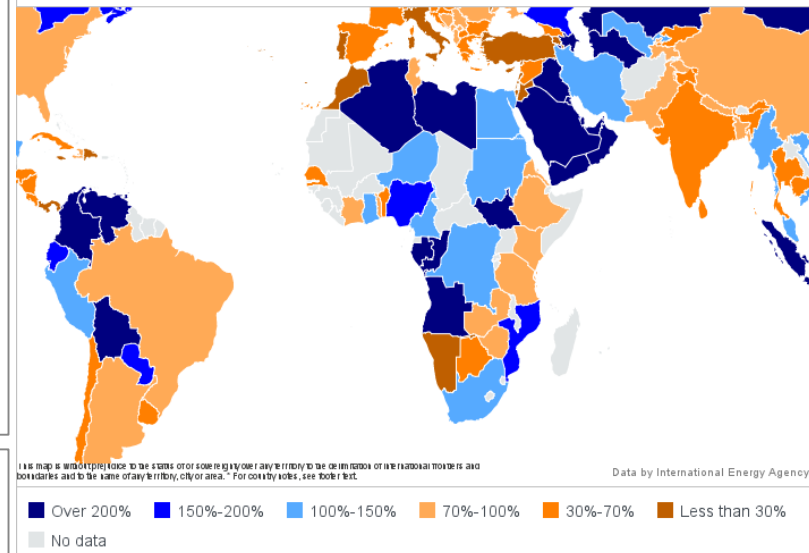 This map is without prejudice to the status of or sovereignty over any territory to the delimitation of international frontiers and
boundaries and to the name of any territory, city or area. * For country notes, see footer text.
Data by International Energy Agency
Over 200%
150%-200%
100%-150%
70%-100%
30%-70%
Less than 30%
No data